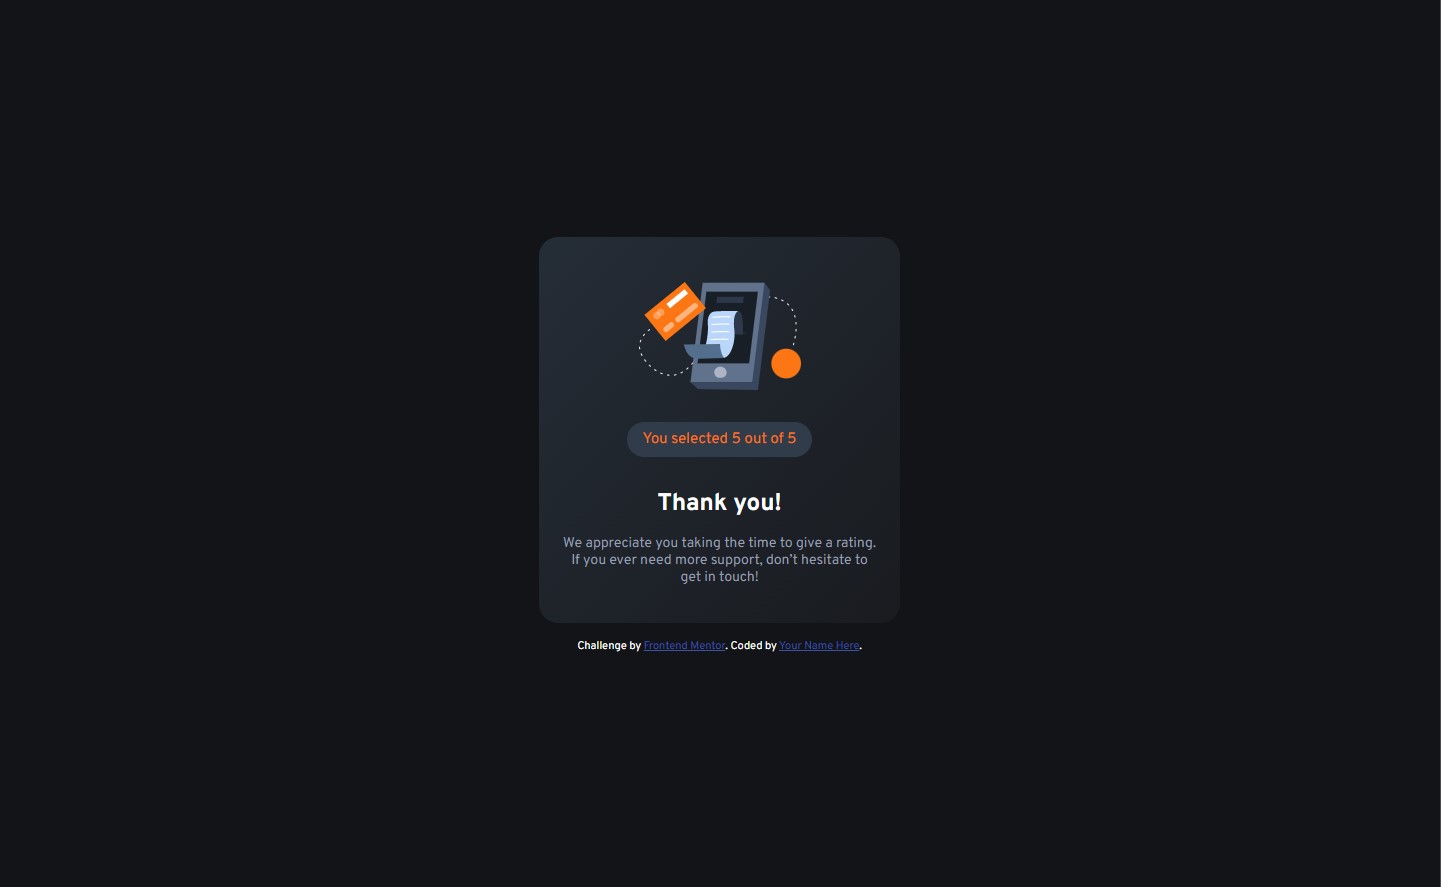 You selected 5 out of 5
Thank you!
We appreciate you taking the time to give a rating.
If you ever need more support, don’t hesitate to
get in touch!
Challenge by Frontend Mentor. Coded by Your Name Here.